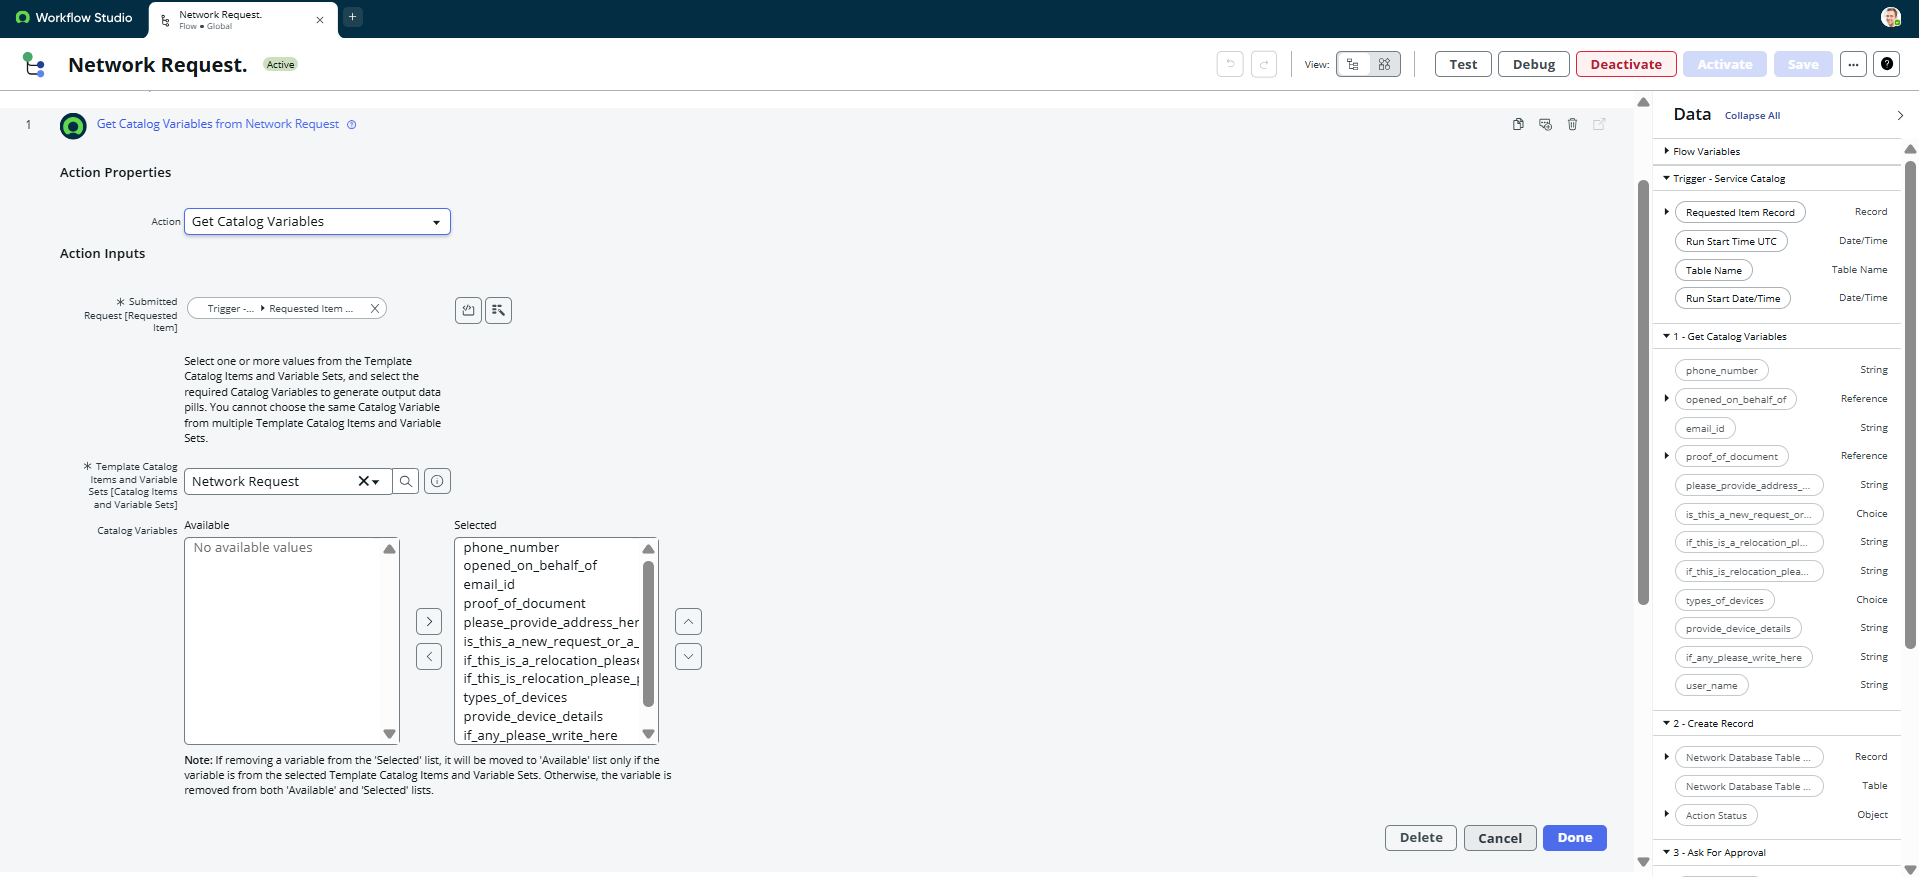 Workflow Studio
Network Request.
Flow • Global
Network Request.
Active
View:
Test
Debug
Deactivate
Activate
Save
1
Get Catalog Variables from Network Request
Action Properties
Action
Get Catalog Variables
Action Inputs
* Submitted
Request [Requested
Item]
Trigger -... ▸ Requested Item ...
Select one or more values from the Template
Catalog Items and Variable Sets, and select the
required Catalog Variables to generate output data
pills. You cannot choose the same Catalog Variable
from multiple Template Catalog Items and Variable
Sets.
* Template Catalog
Items and Variable
Sets [Catalog Items
and Variable Sets]
Network Request
Catalog Variables
Available
No available values
Selected
phone_number
opened_on_behalf_of
email_id
proof_of_document
please_provide_address_her
is_this_a_new_request_or_a_
if_this_is_a_relocation_please
if_this_is_relocation_please_p
types_of_devices
provide_device_details
if_any_please_write_here
Note: If removing a variable from the 'Selected' list, it will be moved to 'Available' list only if the
variable is from the selected Template Catalog Items and Variable Sets. Otherwise, the variable is
removed from both 'Available' and 'Selected' lists.
Delete
Cancel
Done
Data
Collapse All
Flow Variables
Trigger - Service Catalog
Requested Item Record Record
Run Start Time UTC Date/Time
Table Name Table Name
Run Start Date/Time Date/Time
1 - Get Catalog Variables
phone_number String
opened_on_behalf_of Reference
email_id String
proof_of_document Reference
please_provide_address_... String
is_this_a_new_request_or... Choice
if_this_is_a_relocation_pl... String
if_this_is_relocation_plea... String
types_of_devices Choice
provide_device_details String
if_any_please_write_here String
user_name String
2 - Create Record
Network Database Table ... Record
Network Database Table ... Table
Action Status Object
3 - Ask For Approval